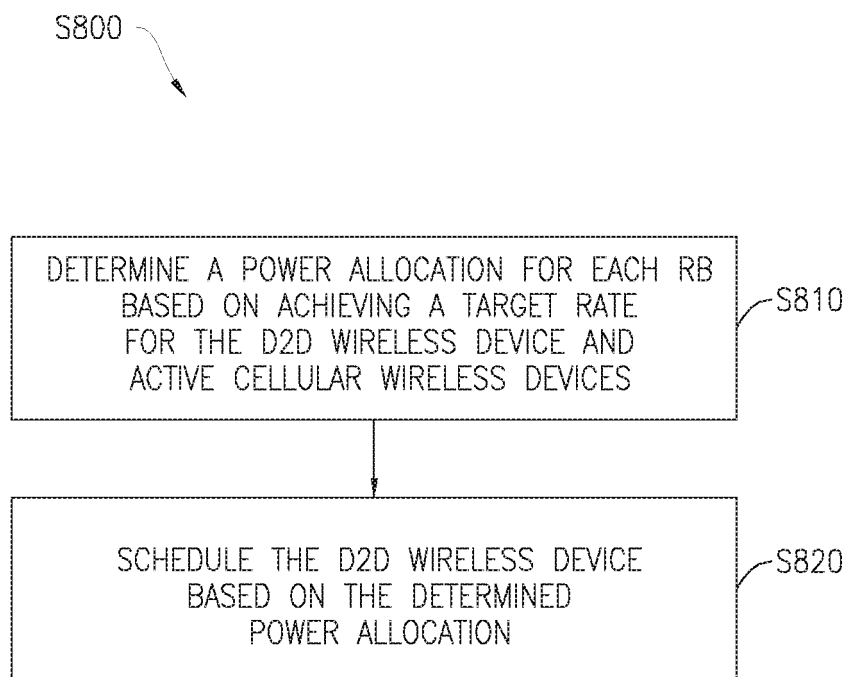 S800
DETERMINE A POWER ALLOCATION FOR EACH RB
BASED ON ACHIEVING A TARGET RATE
FOR THE D2D WIRELESS DEVICE AND
ACTIVE CELLULAR WIRELESS DEVICES
S810
SCHEDULE THE D2D WIRELESS DEVICE
BASED ON THE DETERMINED
POWER ALLOCATION
S820